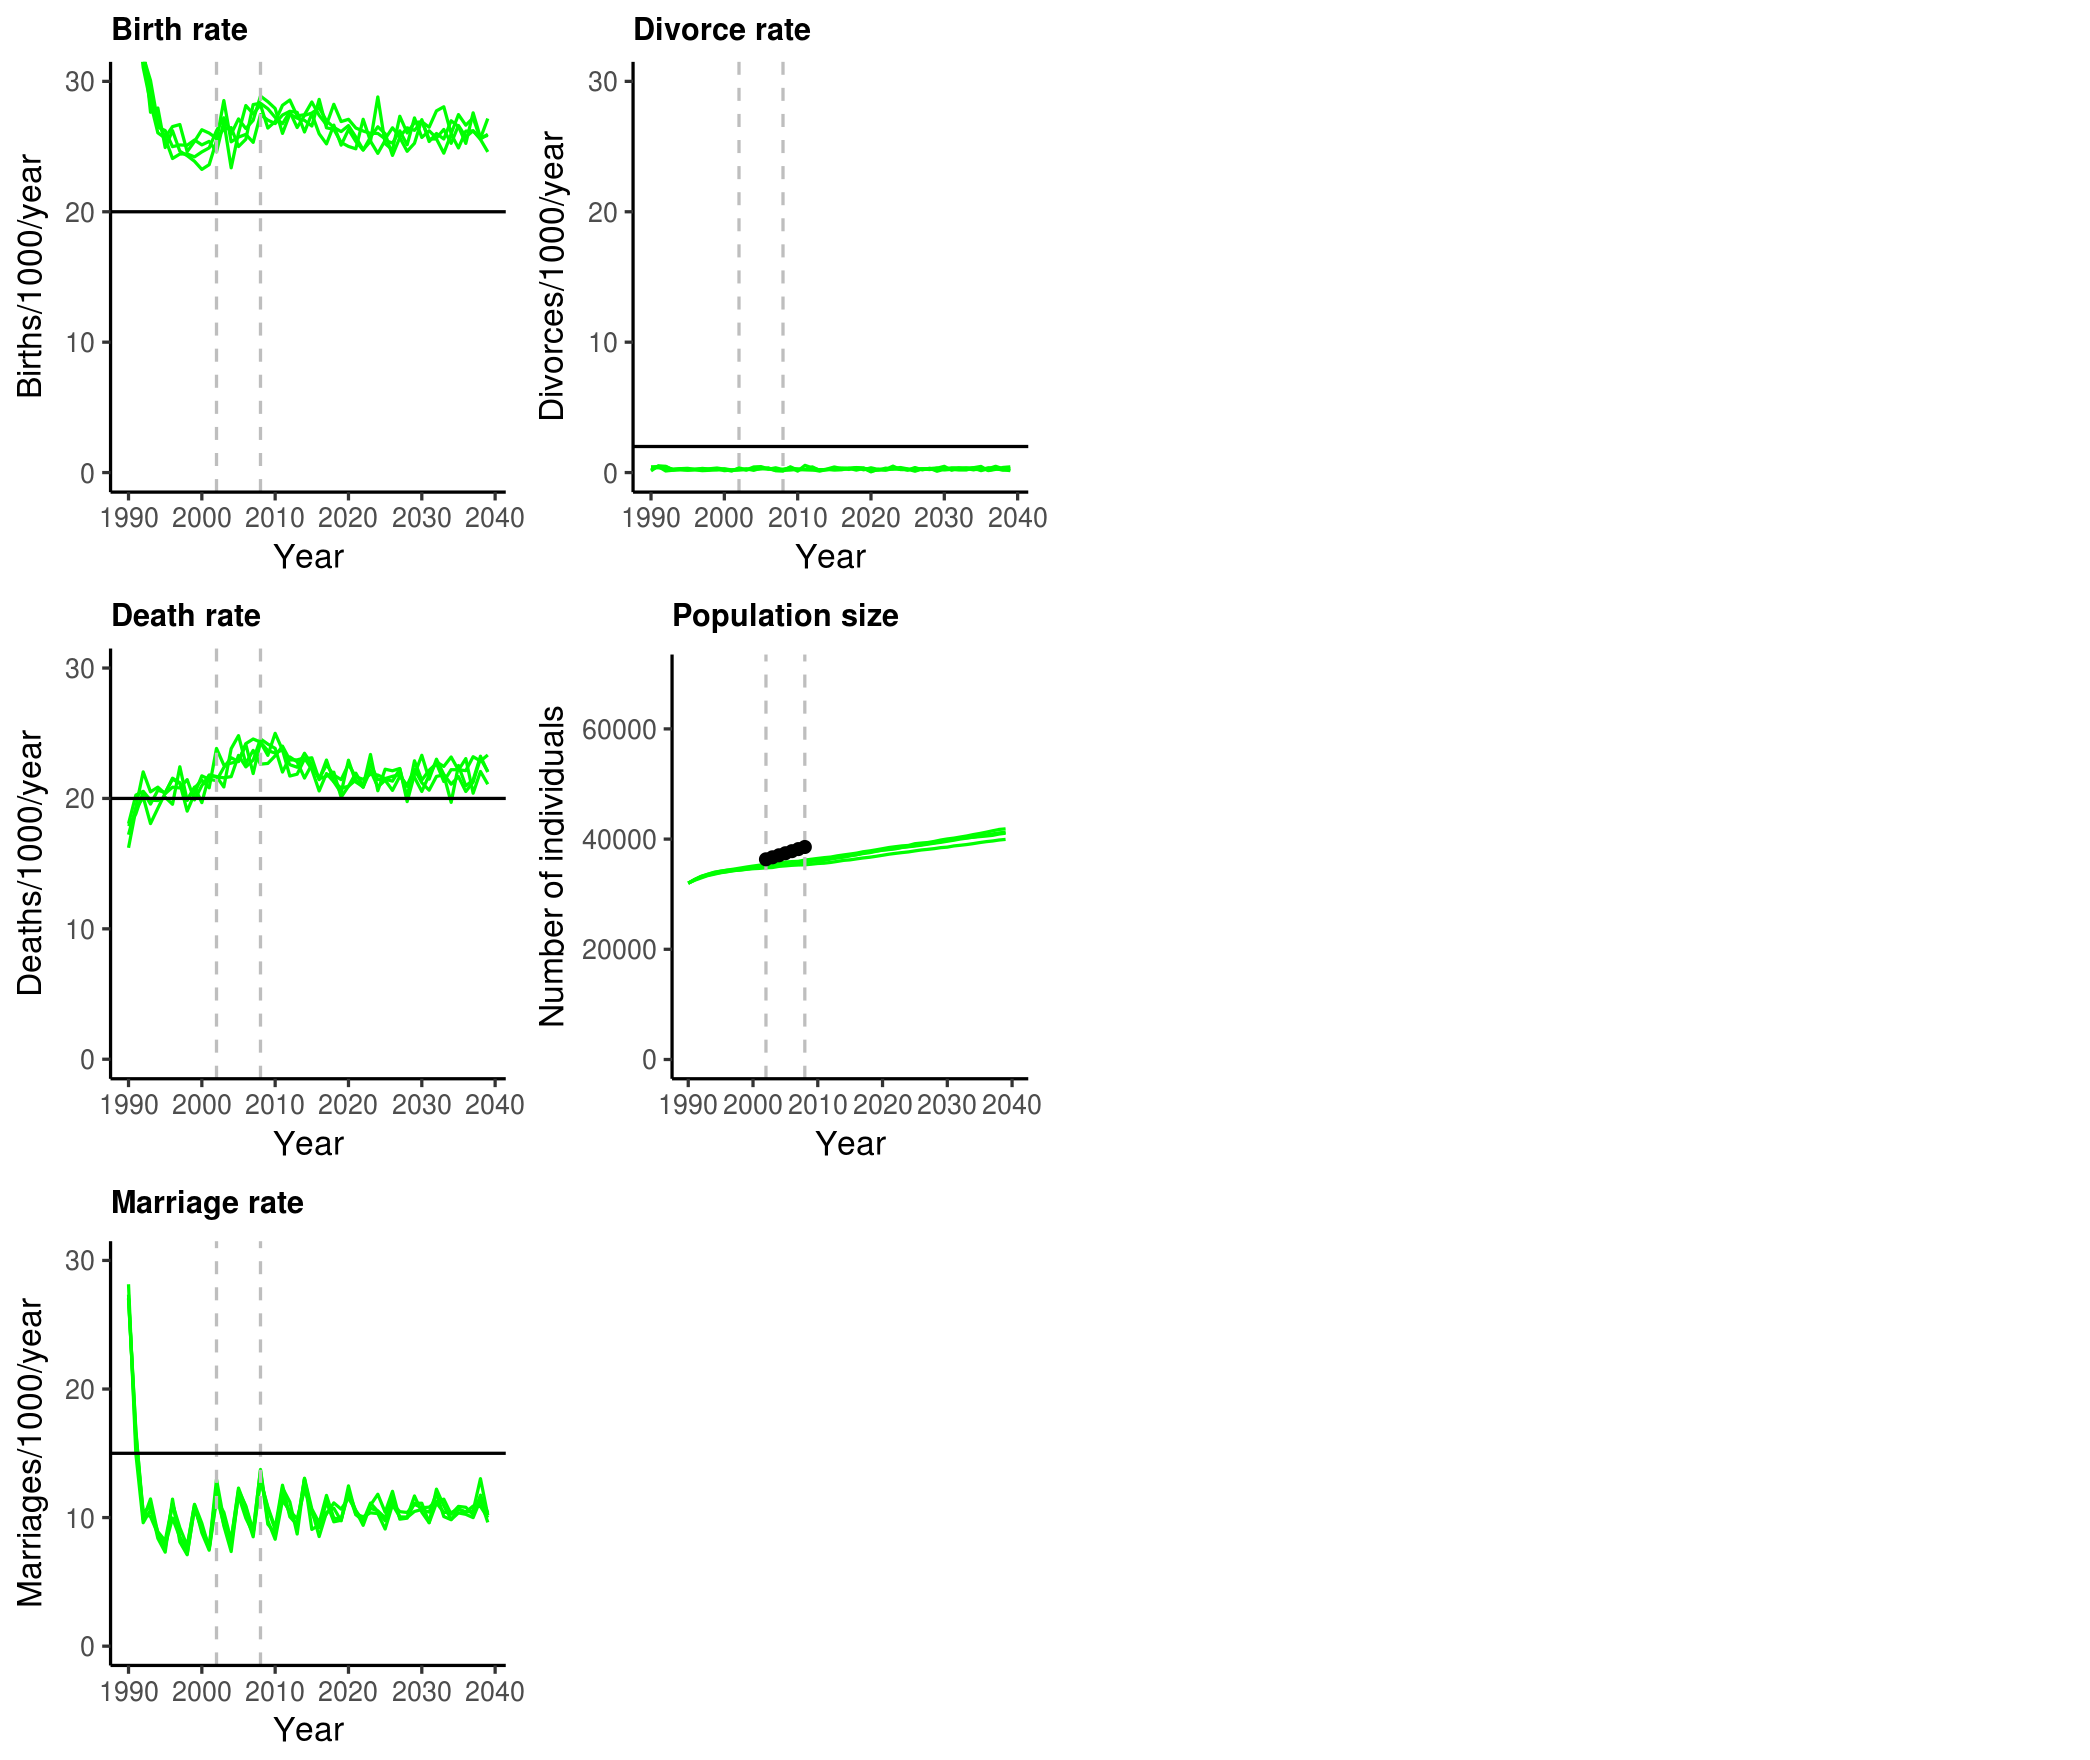 Birth rate
Births/1000/year
30
20
10
0
1990 2000 2010 2020 2030 2040
Year
Divorce rate
Divorces/1000/year
30
20
10
0
1990 2000 2010 2020 2030 2040
Year
Death rate
Deaths/1000/year
30
20
10
0
1990 2000 2010 2020 2030 2040
Year
Population size
Number of individuals
60000
40000
20000
0
1990 2000 2010 2020 2030 2040
Year
Marriage rate
Marriages/1000/year
30
20
10
0
1990 2000 2010 2020 2030 2040
Year